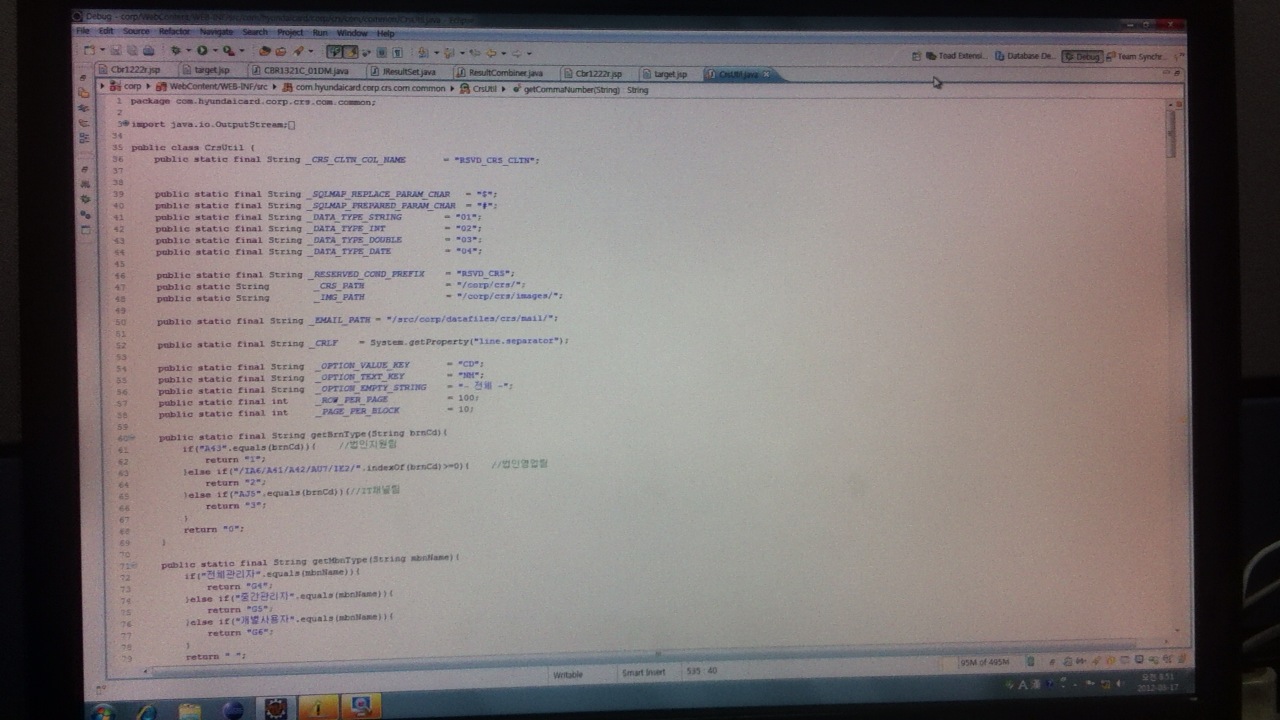 Debug - corp/WebContent/WEB-INF/src/com/hyundaicard/corp/crs/com/common/CrsUtil.java - Eclipse
File Edit Source Refactor Navigate Search Project Run Window Help
Toad Extensi... Database De... Debug Team Synchr...
Cbr1222r.jsp target.jsp CBR1321C_01DM.java JResultSet.java ResultCombiner.java Cbr1222r.jsp target.jsp CrsUtil.java
corp WebContent/WEB-INF/src com.hyundaicard.corp.crs.com.common CrsUtil getCommaNumber(String) : String
1 package com.hyundaicard.corp.crs.com.common;
2
3 import java.io.OutputStream;
34
35 public class CrsUtil {
36 public static final String _CRS_CLTN_COL_NAME = "RSVD_CRS_CLTN";
37
38
39 public static final String _SQLMAP_REPLACE_PARAM_CHAR = "$";
40 public static final String _SQLMAP_PREPARED_PARAM_CHAR = "#";
41 public static final String _DATA_TYPE_STRING = "01";
42 public static final String _DATA_TYPE_INT = "02";
43 public static final String _DATA_TYPE_DOUBLE = "03";
44 public static final String _DATA_TYPE_DATE = "04";
45
46 public static final String _RESERVED_COND_PREFIX = "RSVD_CRS";
47 public static String _CRS_PATH = "/corp/crs/";
48 public static String _IMG_PATH = "/corp/crs/images/";
49
50 public static final String _EMAIL_PATH = "/src/corp/datafiles/crs/mail/";
51
52 public static final String _CRLF = System.getProperty("line.separator");
53
54 public static final String _OPTION_VALUE_KEY = "CD";
55 public static final String _OPTION_TEXT_KEY = "NM";
56 public static final String _OPTION_EMPTY_STRING = "- 전체 -";
57 public static final int _ROW_PER_PAGE = 100;
58 public static final int _PAGE_PER_BLOCK = 10;
59
60 public static final String getBrnType(String brnCd){
61 if("A43".equals(brnCd)){ //법인지원팀
62 return "1";
63 }else if("/IA6/A41/A42/AU7/IE2/".indexOf(brnCd)>=0){ //법인영업팀
64 return "2";
65 }else if("AJ5".equals(brnCd)){//IT채널팀
66 return "3";
67 }
68 return "G";
69 }
70
71 public static final String getMbnType(String mbnName){
72 if("전체관리자".equals(mbnName)){
73 return "G4";
74 }else if("중간관리자".equals(mbnName)){
75 return "G5";
76 }else if("개별사용자".equals(mbnName)){
77 return "G6";
78 }
79 return " ";
Writable Smart Insert 535 : 40 95M of 495M
오전 8:51
2012-08-17